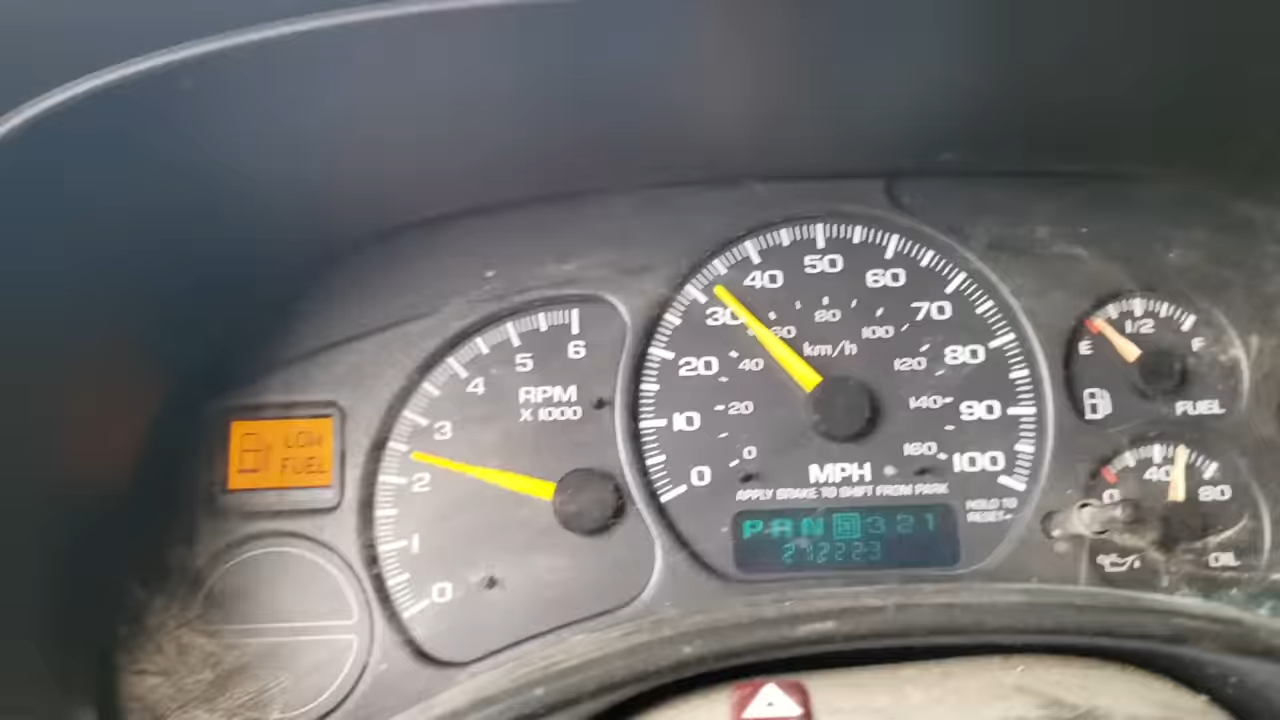 LOW
FUEL
0
1
2
3
4
5
6
RPM
X 1000
0
10
20
30
40
50
60
70
80
90
100
0
20
40
60
80
100
120
140
160
km/h
MPH
APPLY BRAKE TO SHIFT FROM PARK
HOLD TO
RESET
P R N D 3 2 1
272223
E
1/2
F
FUEL
0
40
80
OIL